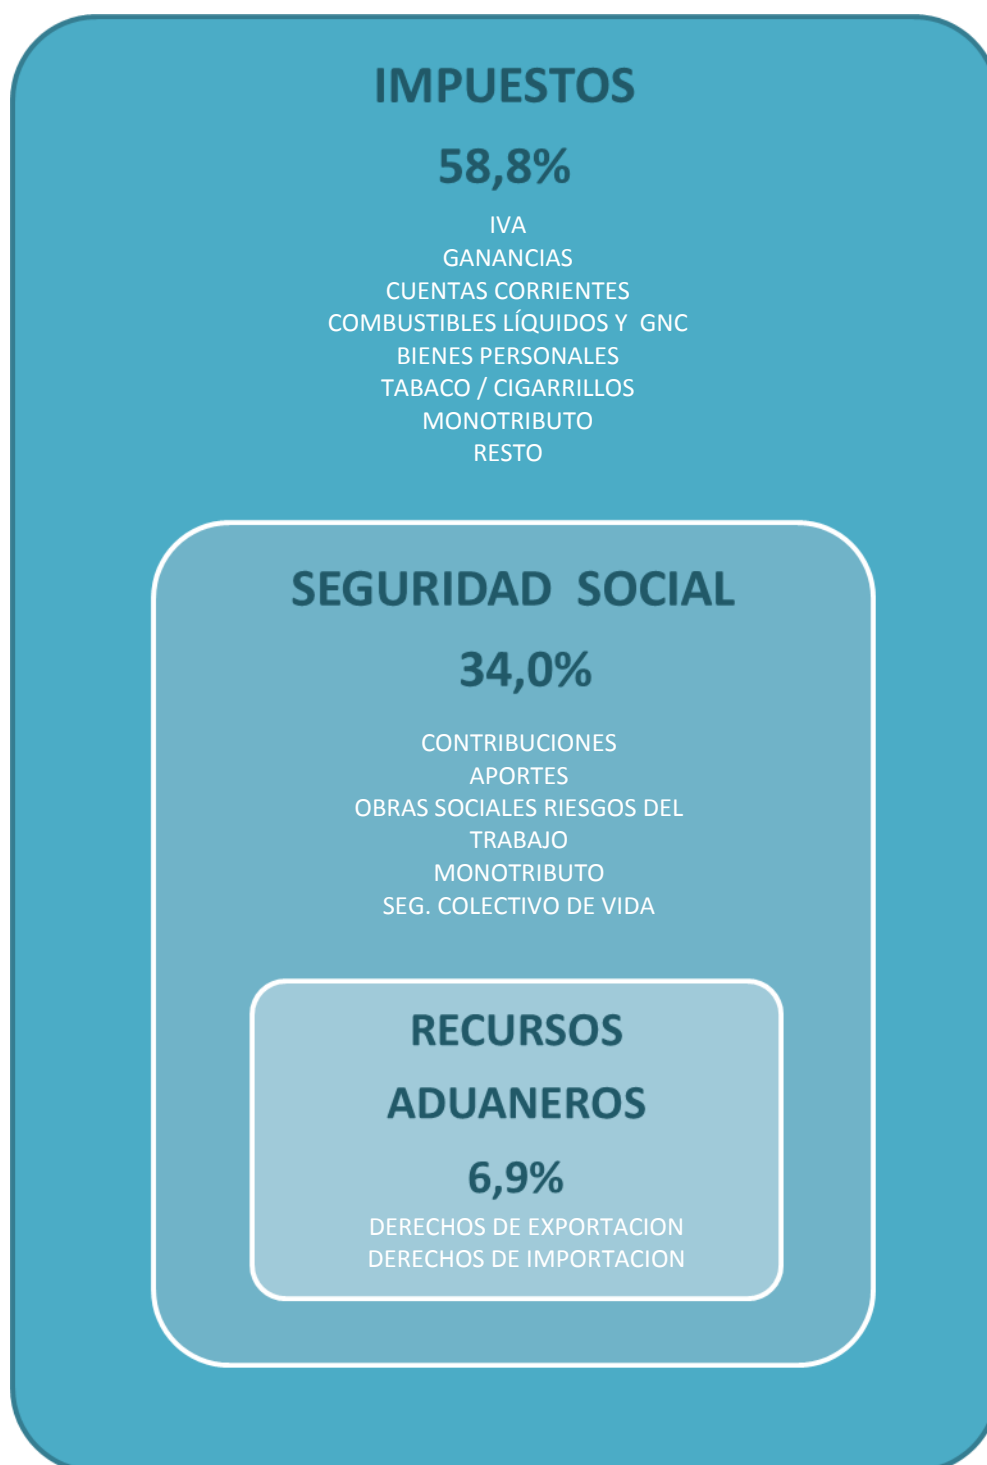 IMPUESTOS
58,8%
IVA
GANANCIAS
CUENTAS CORRIENTES
COMBUSTIBLES LÍQUIDOS Y GNC
BIENES PERSONALES
TABACO / CIGARRILLOS
MONOTRIBUTO
RESTO
SEGURIDAD SOCIAL
34,0%
CONTRIBUCIONES
APORTES
OBRAS SOCIALES RIESGOS DEL
TRABAJO
MONOTRIBUTO
SEG. COLECTIVO DE VIDA
RECURSOS
ADUANEROS
6,9%
DERECHOS DE EXPORTACION
DERECHOS DE IMPORTACION